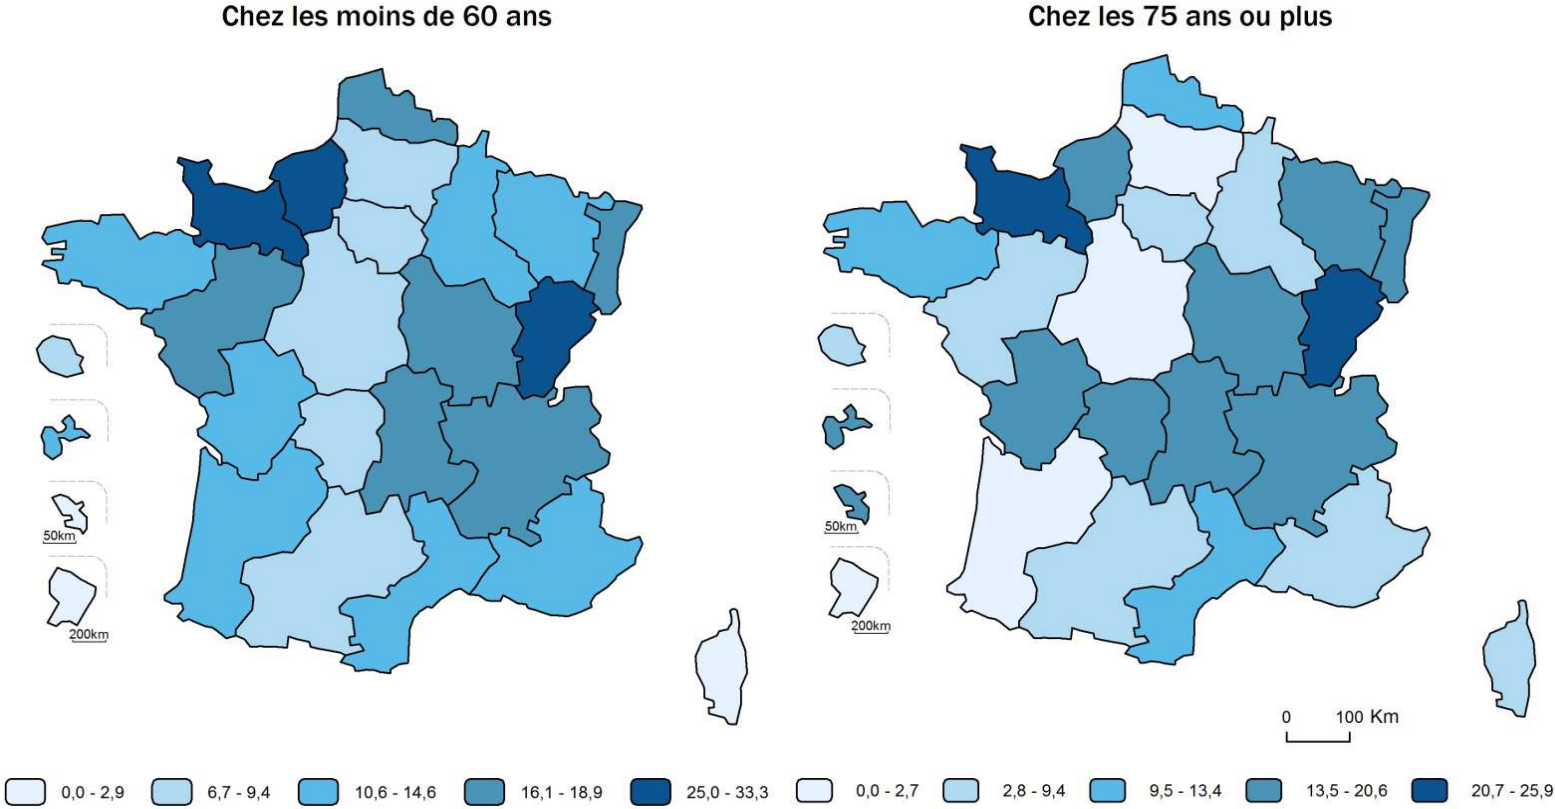 Chez les moins de 60 ans
Chez les 75 ans ou plus
50km
200km
50km
200km
0 100 Km
0,0 - 2,9 6,7 - 9,4 10,6 - 14,6 16,1 - 18,9 25,0 - 33,3
0,0 - 2,7 2,8 - 9,4 9,5 - 13,4 13,5 - 20,6 20,7 - 25,9